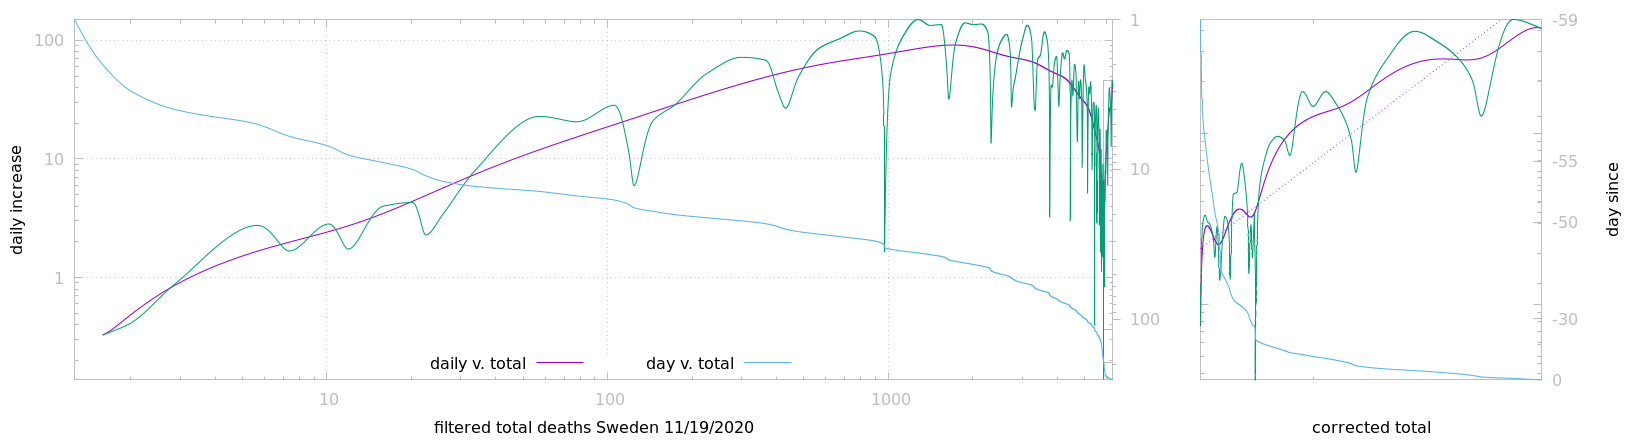 100
10
1
daily increase
10
100
1000
filtered total deaths Sweden 11/19/2020
daily v. total
day v. total
1
10
100
-59
-55
-50
-30
0
day since
corrected total